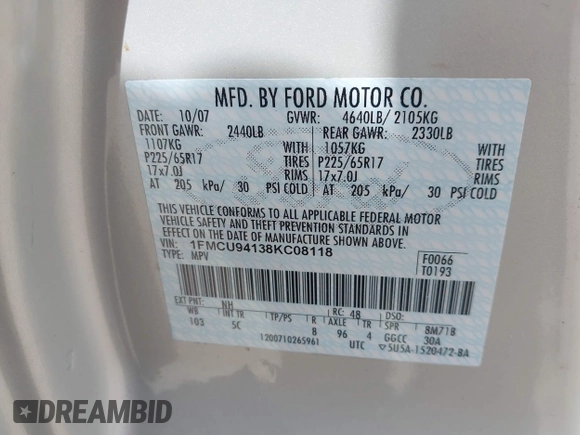 MFD. BY FORD MOTOR CO.
DATE: 10/07 GVWR: 4640LB/ 2105KG
FRONT GAWR: 2440LB REAR GAWR: 2330LB
1107KG WITH 1057KG WITH
P225/65R17 TIRES P225/65R17 TIRES
17x7.0J RIMS 17x7.0J RIMS
AT 205 kPa/ 30 PSI COLD AT 205 kPa/ 30 PSI COLD
THIS VEHICLE CONFORMS TO ALL APPLICABLE FEDERAL MOTOR
VEHICLE SAFETY AND THEFT PREVENTION STANDARDS IN
EFFECT ON THE DATE OF MANUFACTURE SHOWN ABOVE.
VIN: 1FMCU94138KC08118 F0066
TYPE: MPV T0193
EXT PNT: NH RC: 48 DSO:
WB INT TR TP/PS R AXLE TR SPR 8M718
103 5C 8 96 4 GGCC 30A
1200710265961 UTC 5U5A-1520472-BA
DREAMBID